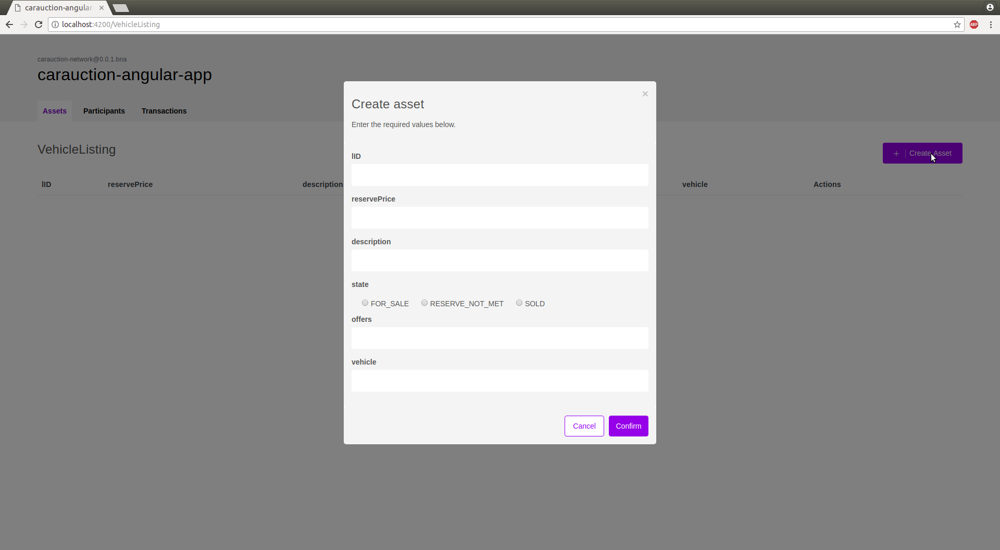 carauction-angular-
localhost:4200/VehicleListing
ABP
carauction-network@0.0.1.bna
carauction-angular-app
Assets Participants Transactions
VehicleListing
+ Create Asset
lID reservePrice description vehicle Actions
×
Create asset
Enter the required values below.
lID
reservePrice
description
state
FOR_SALE RESERVE_NOT_MET SOLD
offers
vehicle
Cancel Confirm